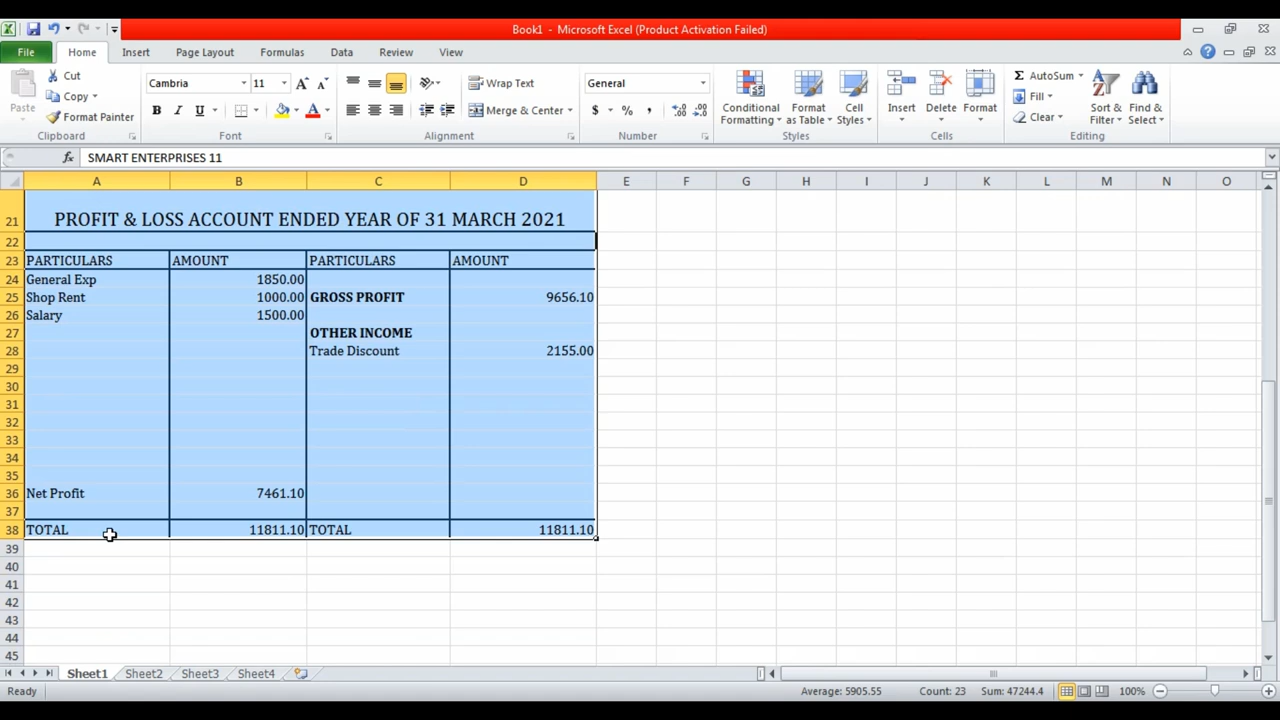 Book1 - Microsoft Excel (Product Activation Failed)
File Home Insert Page Layout Formulas Data Review View
Paste
Cut
Copy
Format Painter
Clipboard
Cambria 11
Font
Wrap Text
Merge & Center
Alignment
General
Number
Conditional Formatting
Format as Table
Cell Styles
Styles
Insert Delete Format
Cells
AutoSum
Fill
Clear
Sort & Filter
Find & Select
Editing
fx SMART ENTERPRISES 11
A B C D E F G H I J K L M N O
21 PROFIT & LOSS ACCOUNT ENDED YEAR OF 31 MARCH 2021
22
23 PARTICULARS AMOUNT PARTICULARS AMOUNT
24 General Exp 1850.00
25 Shop Rent 1000.00 GROSS PROFIT 9656.10
26 Salary 1500.00
27 OTHER INCOME
28 Trade Discount 2155.00
29
30
31
32
33
34
35
36 Net Profit 7461.10
37
38 TOTAL 11811.10 TOTAL 11811.10
39
40
41
42
43
44
45
Sheet1 Sheet2 Sheet3 Sheet4
Ready Average: 5905.55 Count: 23 Sum: 47244.4 100%